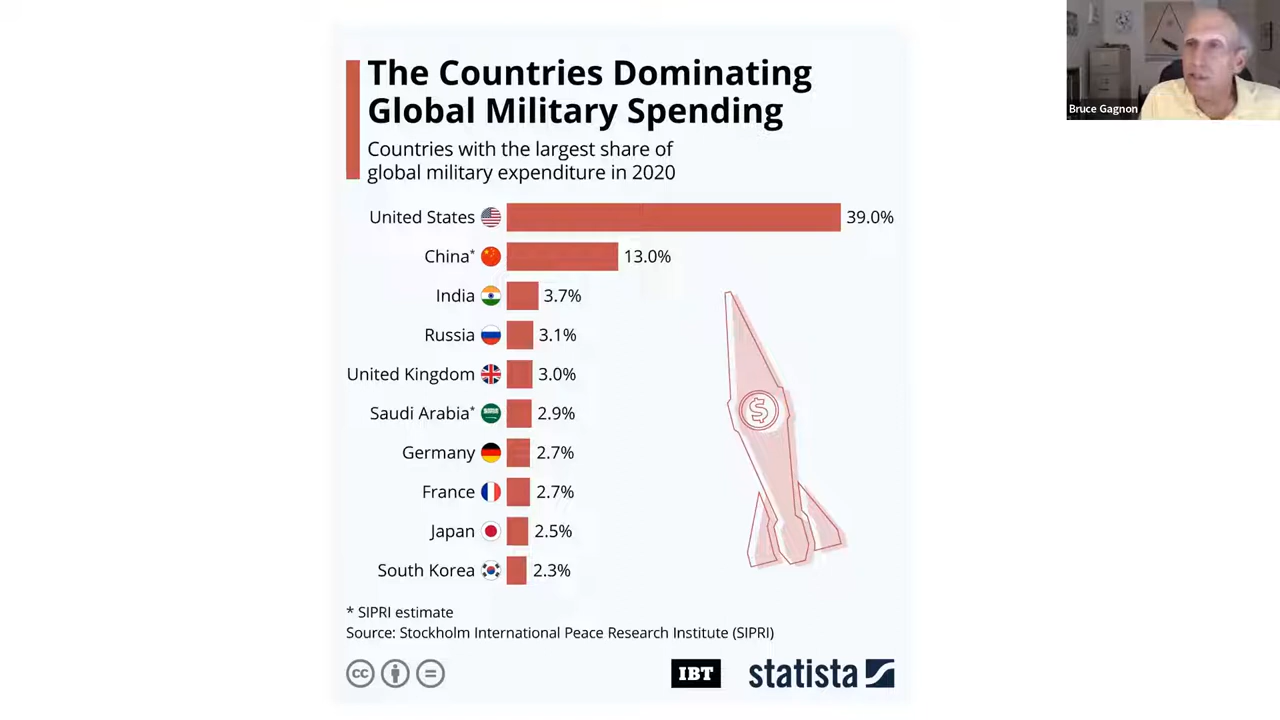 The Countries Dominating
Global Military Spending
Countries with the largest share of
global military expenditure in 2020
United States 39.0%
China* 13.0%
India 3.7%
Russia 3.1%
United Kingdom 3.0%
Saudi Arabia* 2.9%
Germany 2.7%
France 2.7%
Japan 2.5%
South Korea 2.3%
$
* SIPRI estimate
Source: Stockholm International Peace Research Institute (SIPRI)
cc
=
IBT
statista
Bruce Gagnon